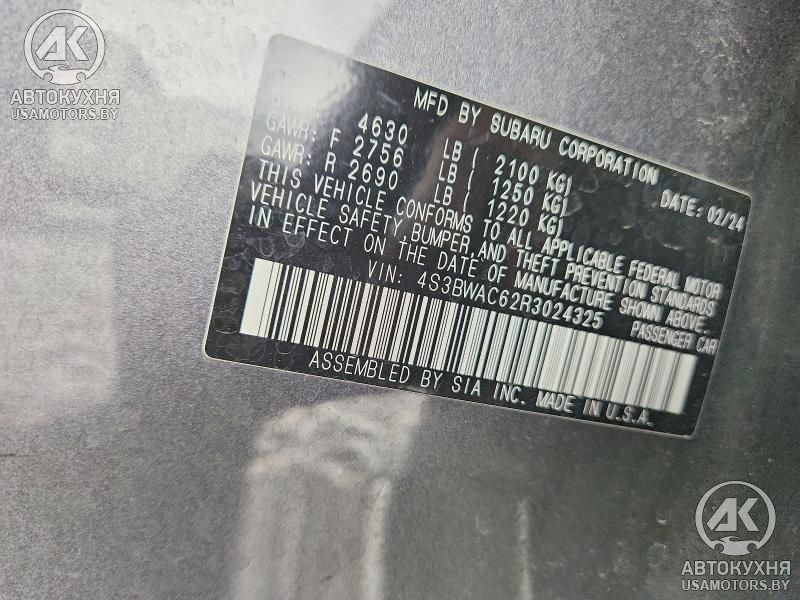 AK
АВТОКУХНЯ
USAMOTORS.BY
MFD BY SUBARU CORPORATION DATE: 02/24
4630 LB ( 2100 KG)
GAWR: F 2756 LB ( 1250 KG)
GAWR: R 2690 LB ( 1220 KG)
THIS VEHICLE CONFORMS TO ALL APPLICABLE FEDERAL MOTOR
VEHICLE SAFETY,BUMPER,AND THEFT PREVENTION STANDARDS
IN EFFECT ON THE DATE OF MANUFACTURE SHOWN ABOVE.
VIN: 4S3BWAC62R3024325 PASSENGER CAR
ASSEMBLED BY SIA INC. MADE IN U.S.A.
AK
АВТОКУХНЯ
USAMOTORS.BY